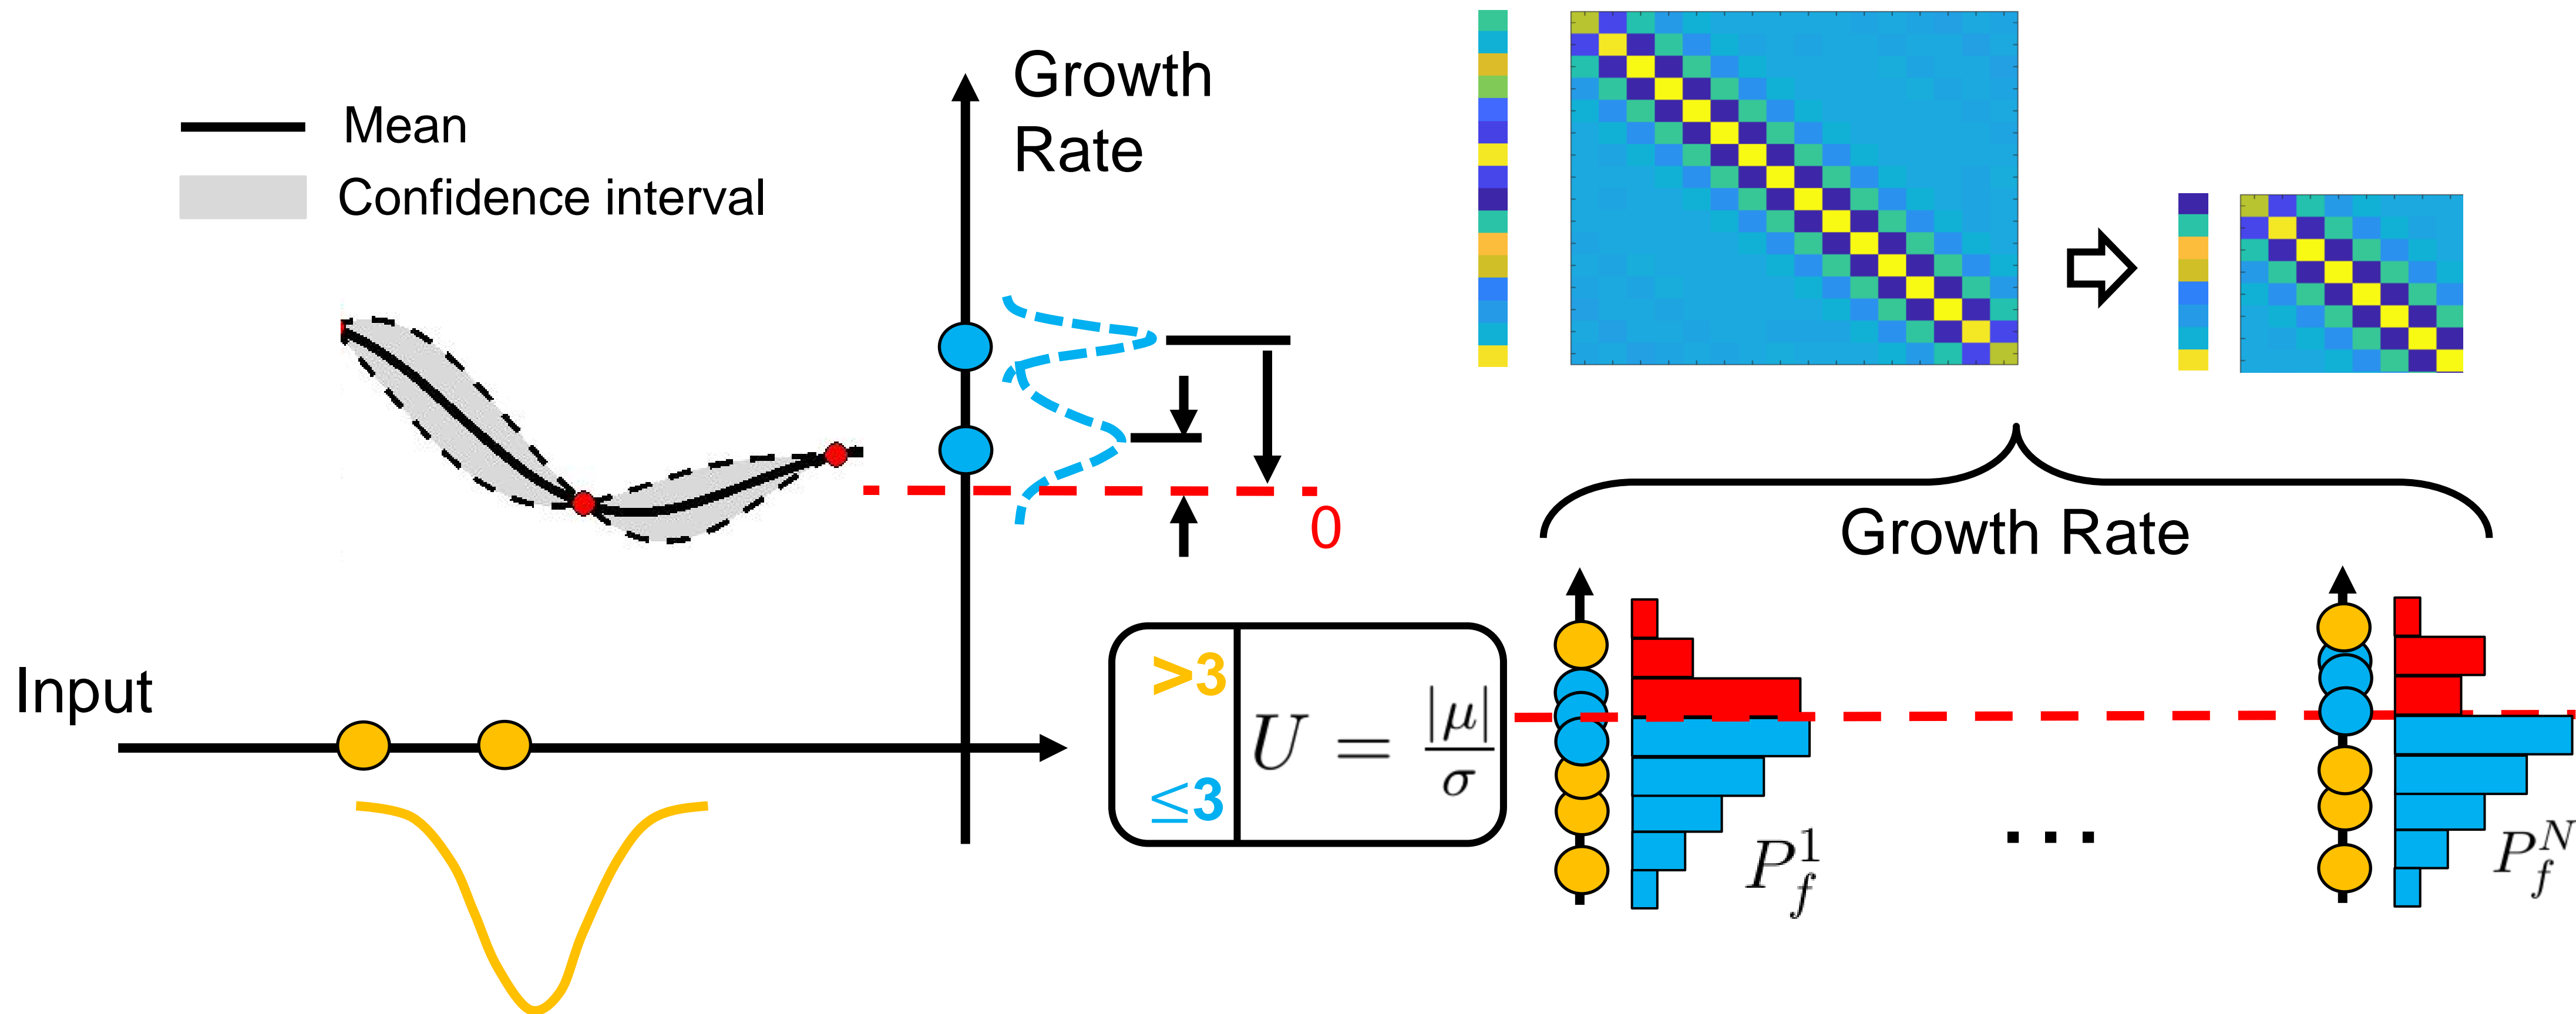 Growth
Rate
Mean
Confidence interval
0
Growth Rate
Input
>3
≤3
U = |μ|/σ
P_f^1
...
P_f^N